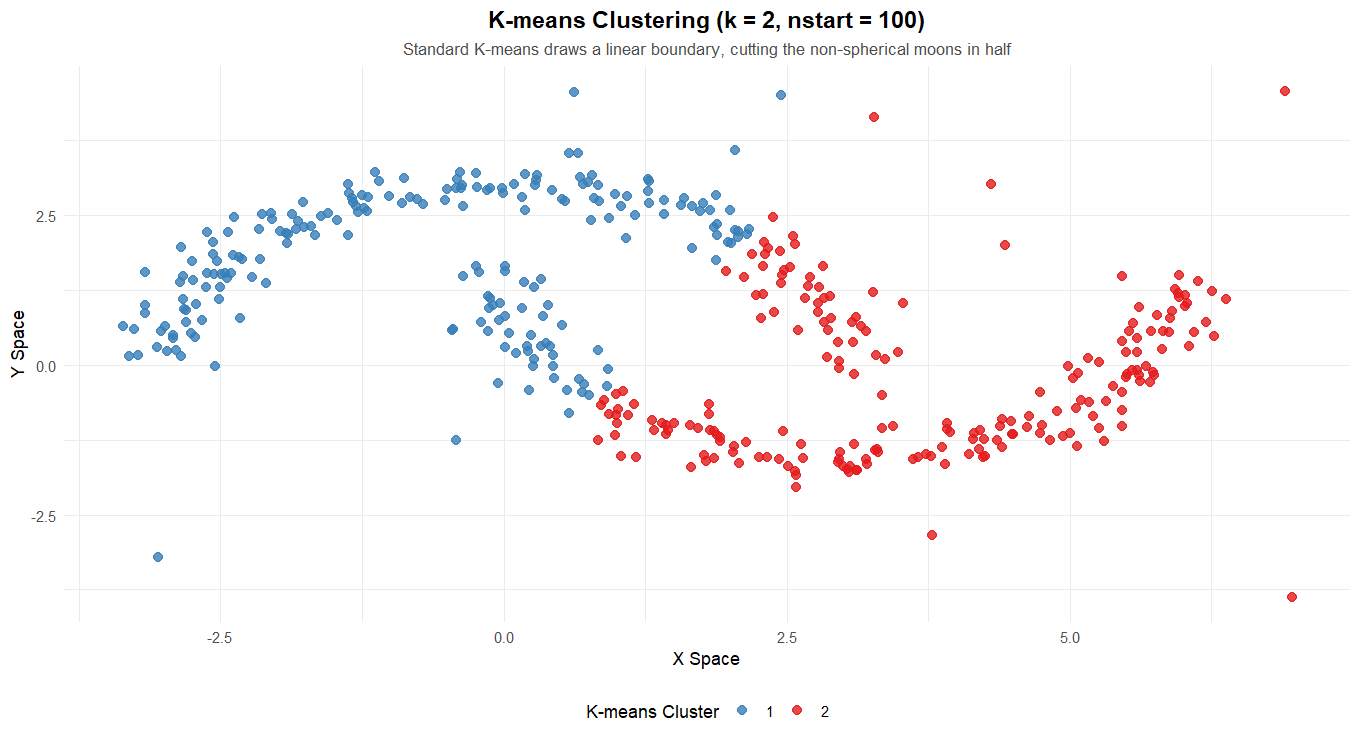 K-means Clustering (k = 2, nstart = 100)
Standard K-means draws a linear boundary, cutting the non-spherical moons in half
Y Space
2.5
0.0
-2.5
-2.5 0.0 2.5 5.0
X Space
K-means Cluster 1 2